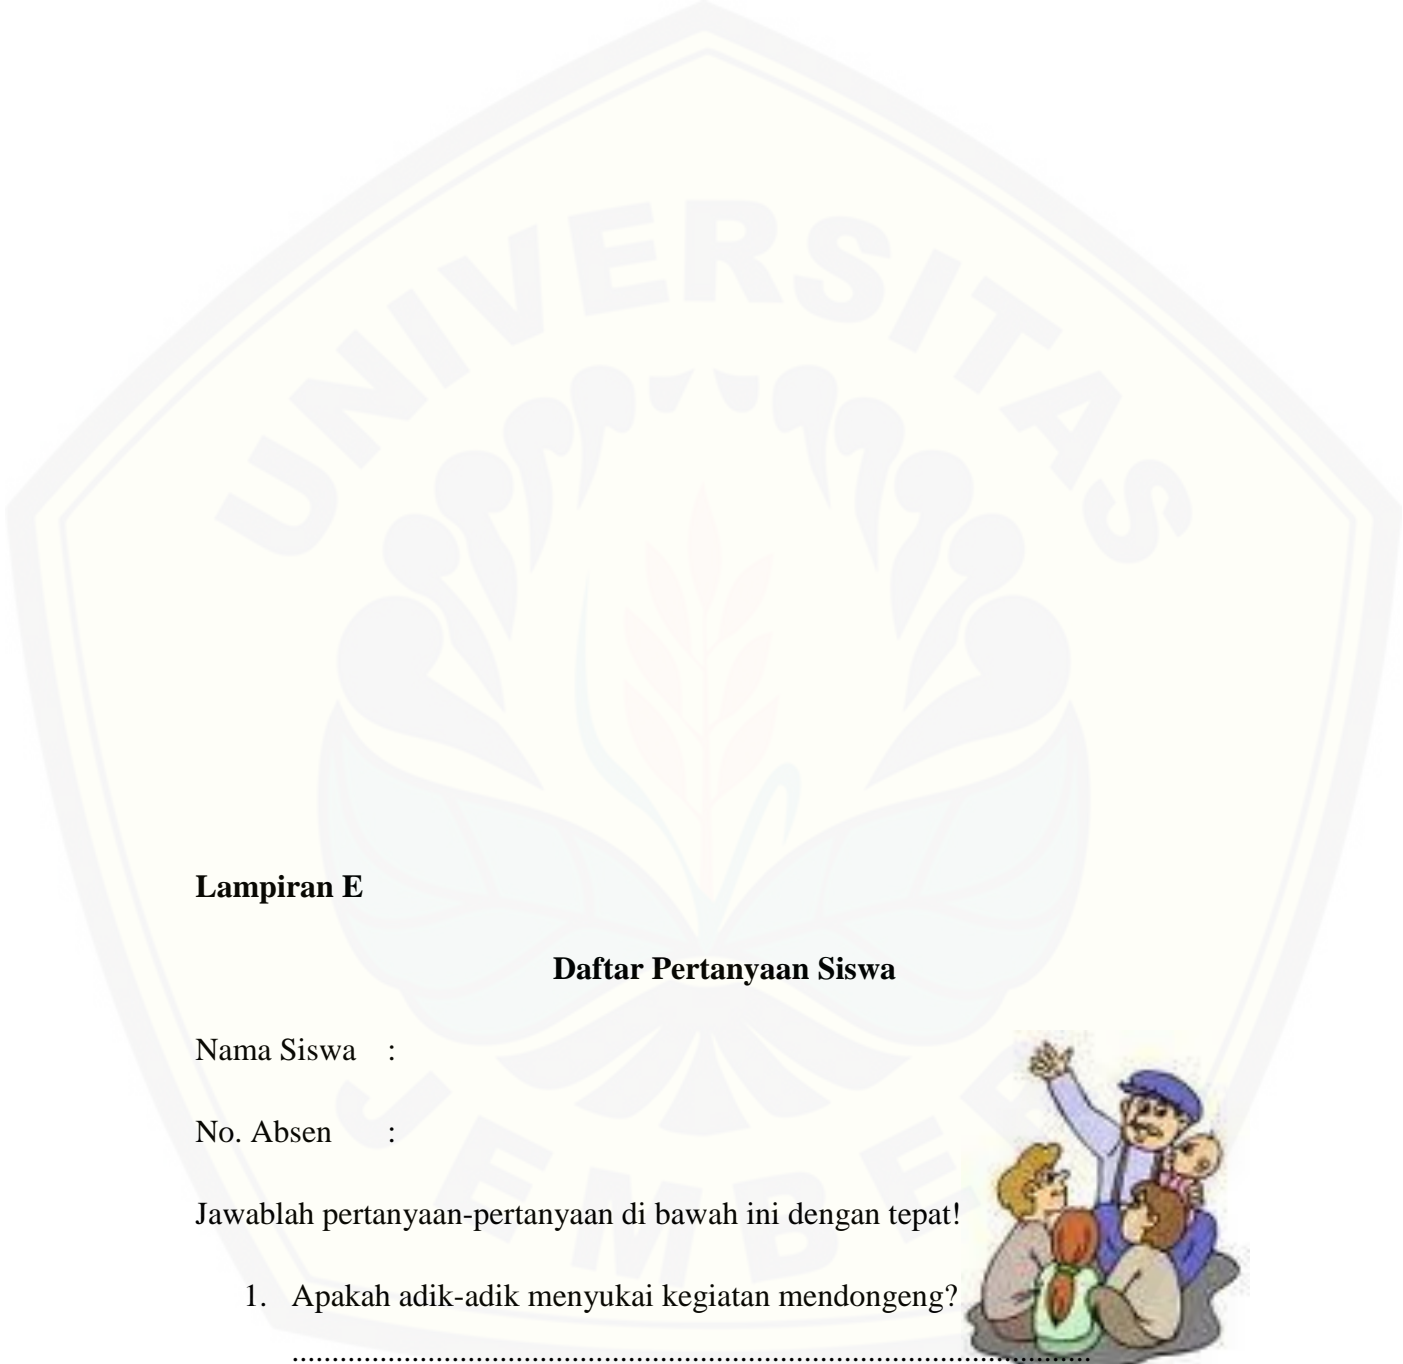 UNIVERSITAS
Lampiran E
Daftar Pertanyaan Siswa
Nama Siswa :
No. Absen :
Jawablah pertanyaan-pertanyaan di bawah ini dengan tepat!
1. Apakah adik-adik menyukai kegiatan mendongeng?
....................................................................................................
JEMBER